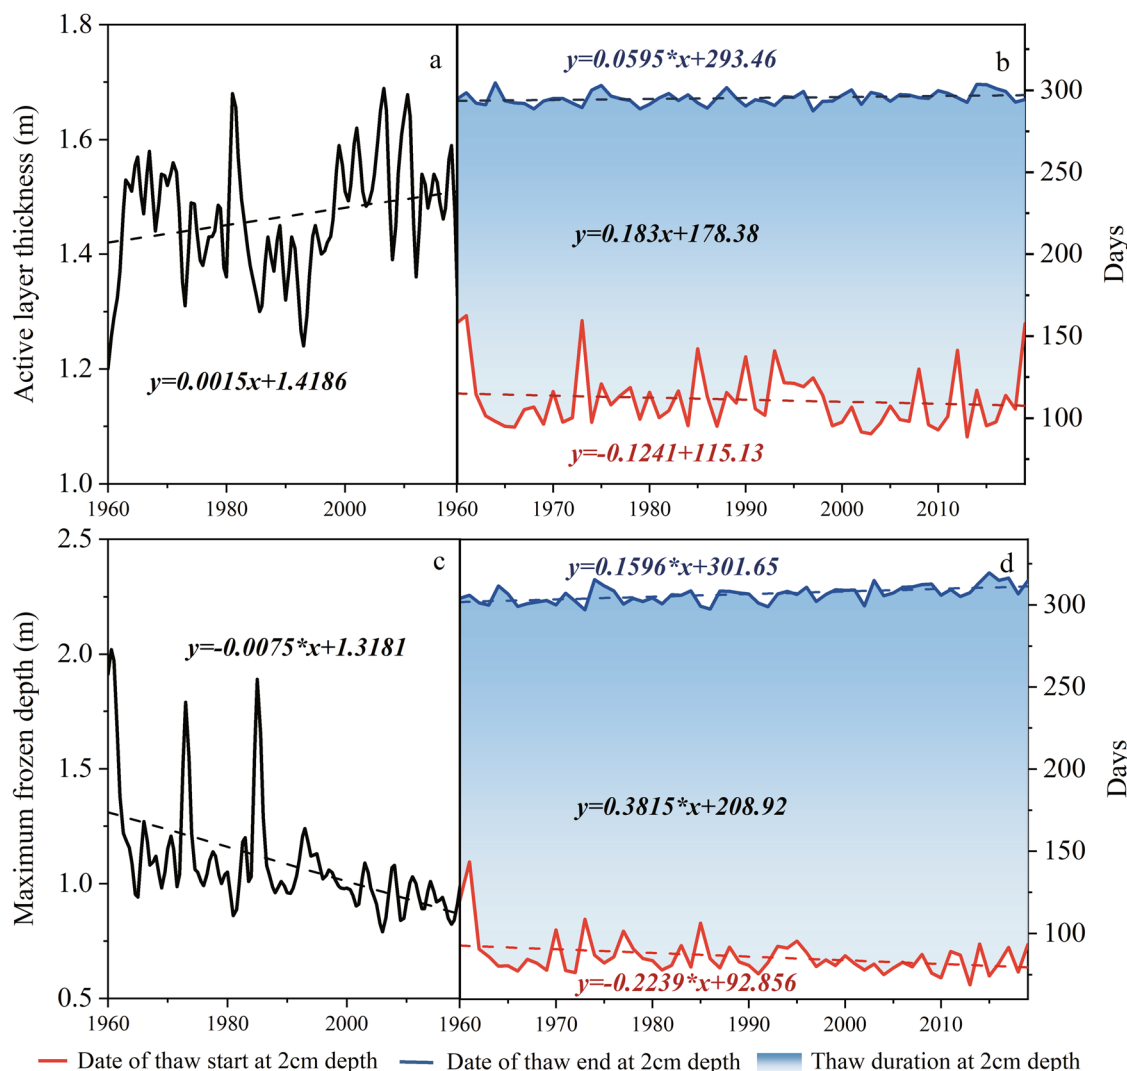 a
b
y=0.0595*x+293.46
y=0.183x+178.38
y=0.0015x+1.4186
y=-0.1241+115.13
Active layer thickness (m)
1.8
1.6
1.4
1.2
1.0
300
250
200
150
100
Days
1960
1980
2000
1960
1970
1980
1990
2000
2010
c
d
y=0.1596*x+301.65
y=-0.0075*x+1.3181
y=0.3815*x+208.92
y=-0.2239*x+92.856
Maximum frozen depth (m)
2.5
2.0
1.5
1.0
0.5
300
250
200
150
100
Days
1960
1980
2000
1960
1970
1980
1990
2000
2010
Date of thaw start at 2cm depth
Date of thaw end at 2cm depth
Thaw duration at 2cm depth